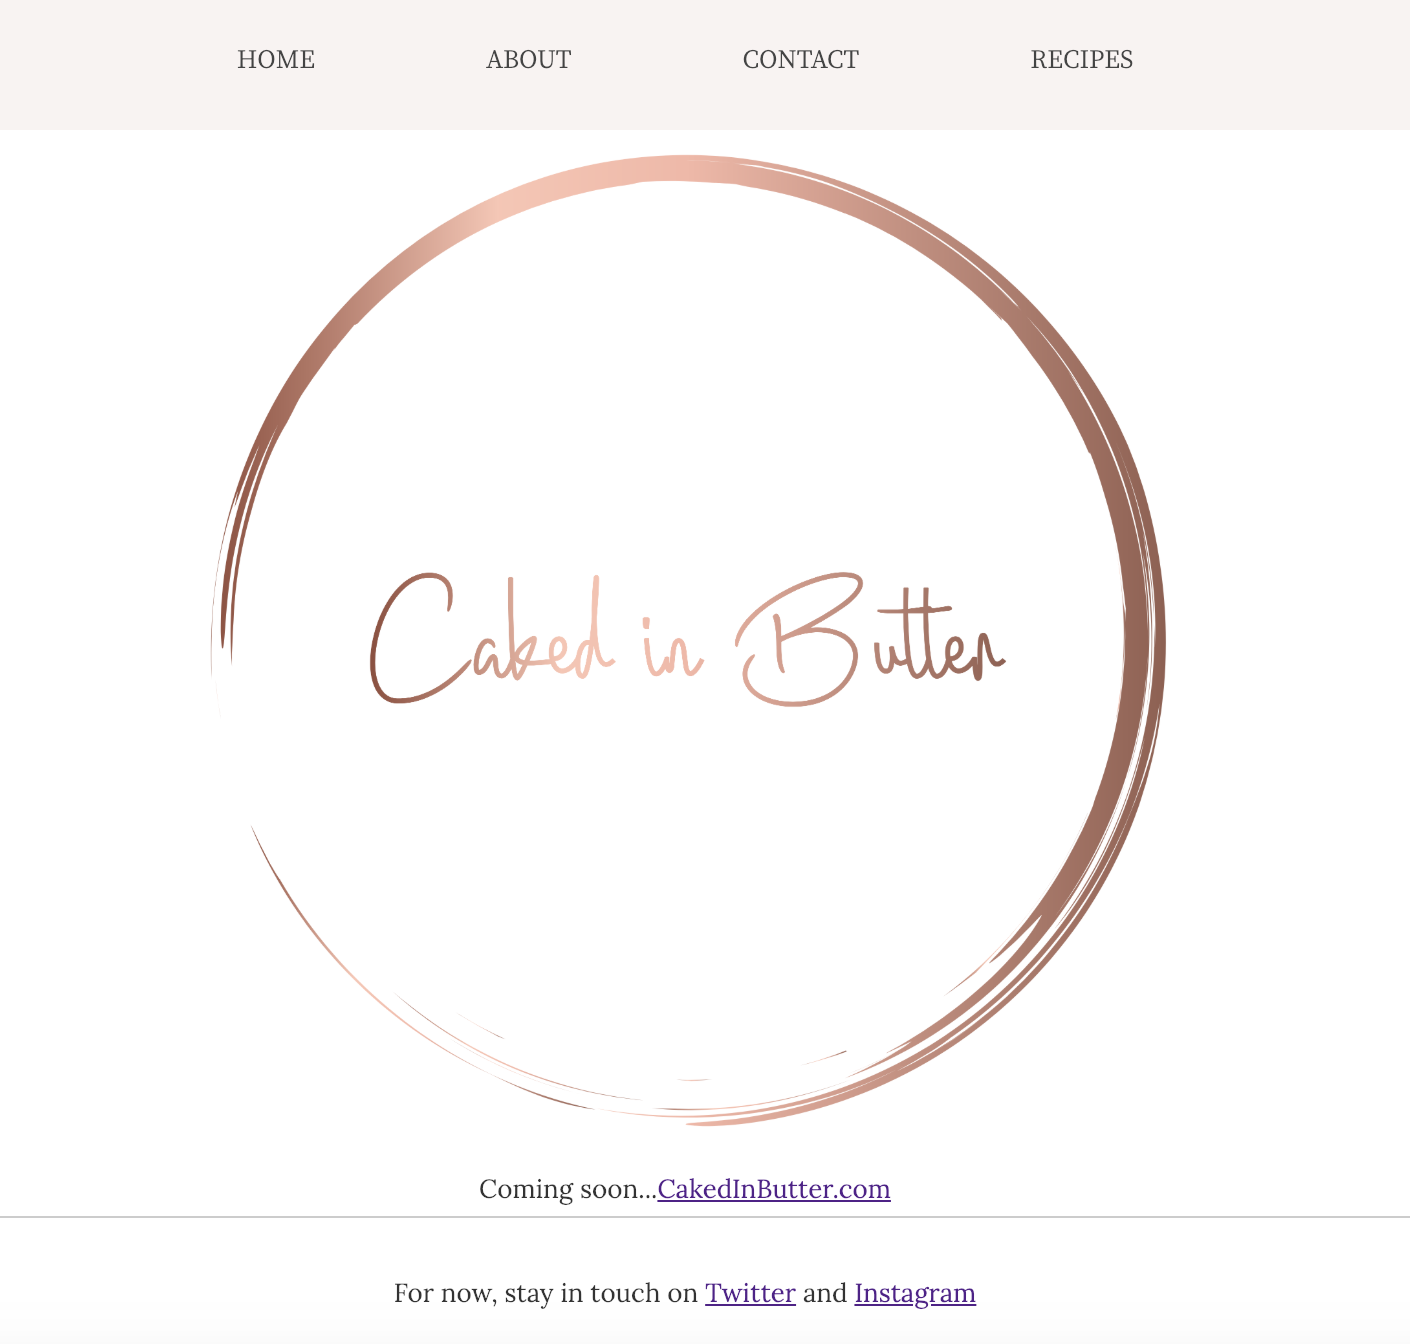 HOME ABOUT CONTACT RECIPES
Caked in Butter
Coming soon...CakedInButter.com
For now, stay in touch on Twitter and Instagram